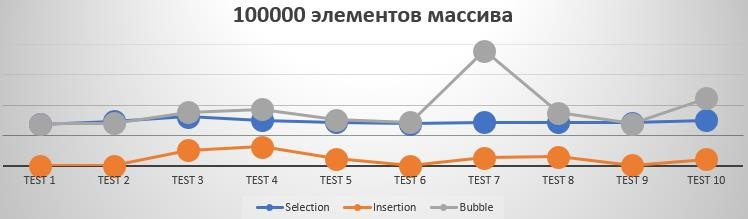 100000 элементов массива
TEST 1 TEST 2 TEST 3 TEST 4 TEST 5 TEST 6 TEST 7 TEST 8 TEST 9 TEST 10
Selection Insertion Bubble